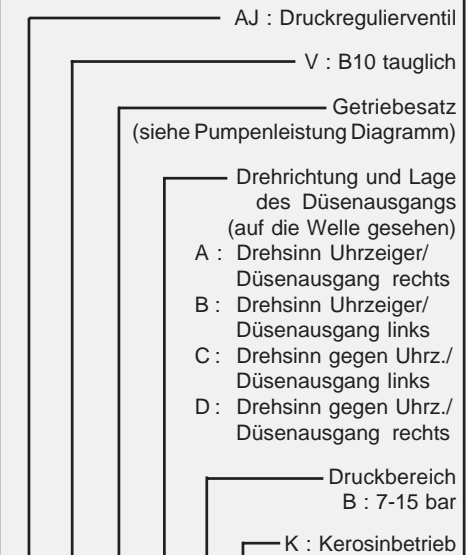 AJ : Druckregulierventil
V : B10 tauglich
Getriebesatz
(siehe Pumpenleistung Diagramm)
Drehrichtung und Lage
des Düsenausgangs
(auf die Welle gesehen)
A : Drehsinn Uhrzeiger/
Düsenausgang rechts
B : Drehsinn Uhrzeiger/
Düsenausgang links
C : Drehsinn gegen Uhrz./
Düsenausgang links
D : Drehsinn gegen Uhrz./
Düsenausgang rechts
Druckbereich
B : 7-15 bar
K : Kerosinbetrieb